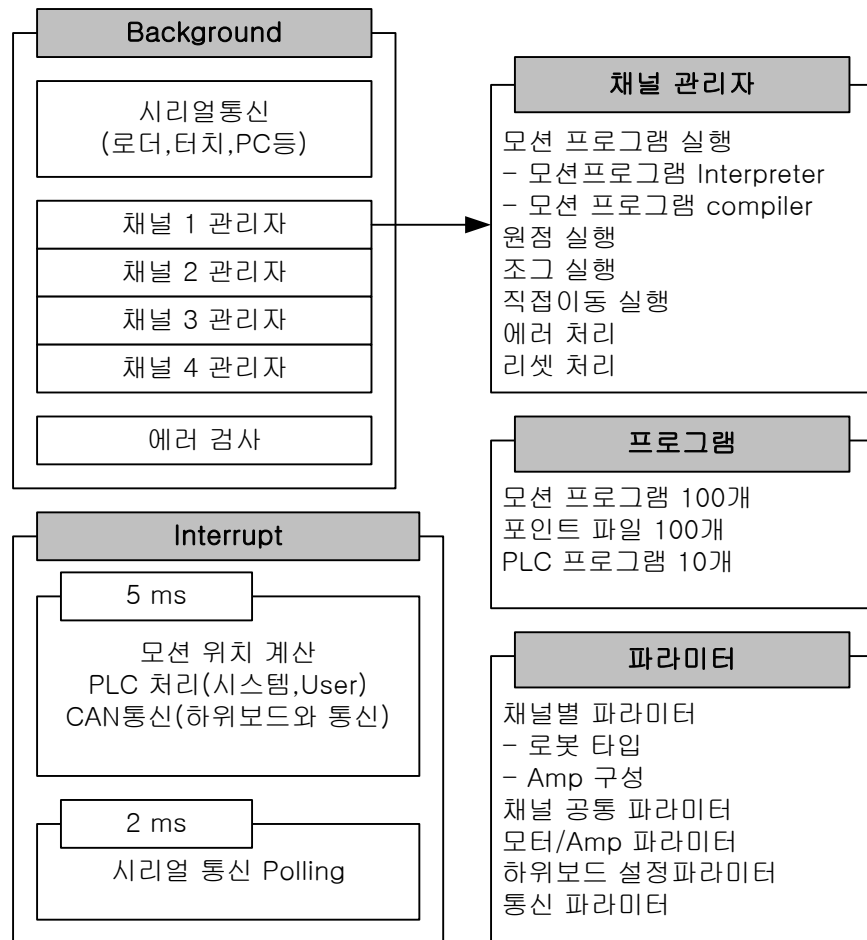 Background
시리얼통신
(로더,터치,PC등)
채널 1 관리자
채널 2 관리자
채널 3 관리자
채널 4 관리자
에러 검사
Interrupt
5 ms
모션 위치 계산
PLC 처리(시스템,User)
CAN통신(하위보드와 통신)
2 ms
시리얼 통신 Polling
채널 관리자
모션 프로그램 실행
- 모션프로그램 Interpreter
- 모션 프로그램 compiler
원점 실행
조그 실행
직접이동 실행
에러 처리
리셋 처리
프로그램
모션 프로그램 100개
포인트 파일 100개
PLC 프로그램 10개
파라미터
채널별 파라미터
- 로봇 타입
- Amp 구성
채널 공통 파라미터
모터/Amp 파라미터
하위보드 설정파라미터
통신 파라미터